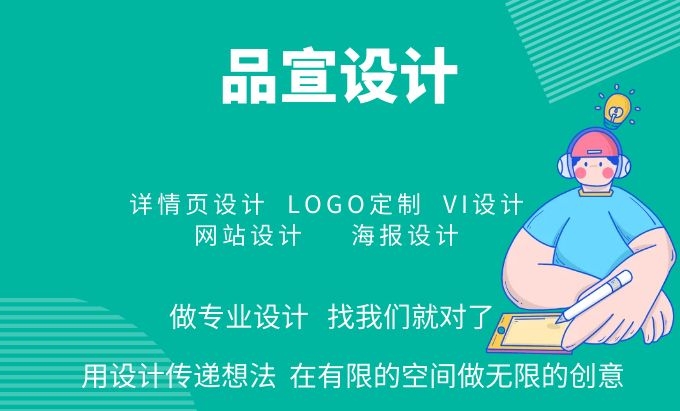 品宣设计
详情页设计 LOGO定制 VI设计
网站设计 海报设计
做专业设计 找我们就对了
用设计传递想法 在有限的空间做无限的创意